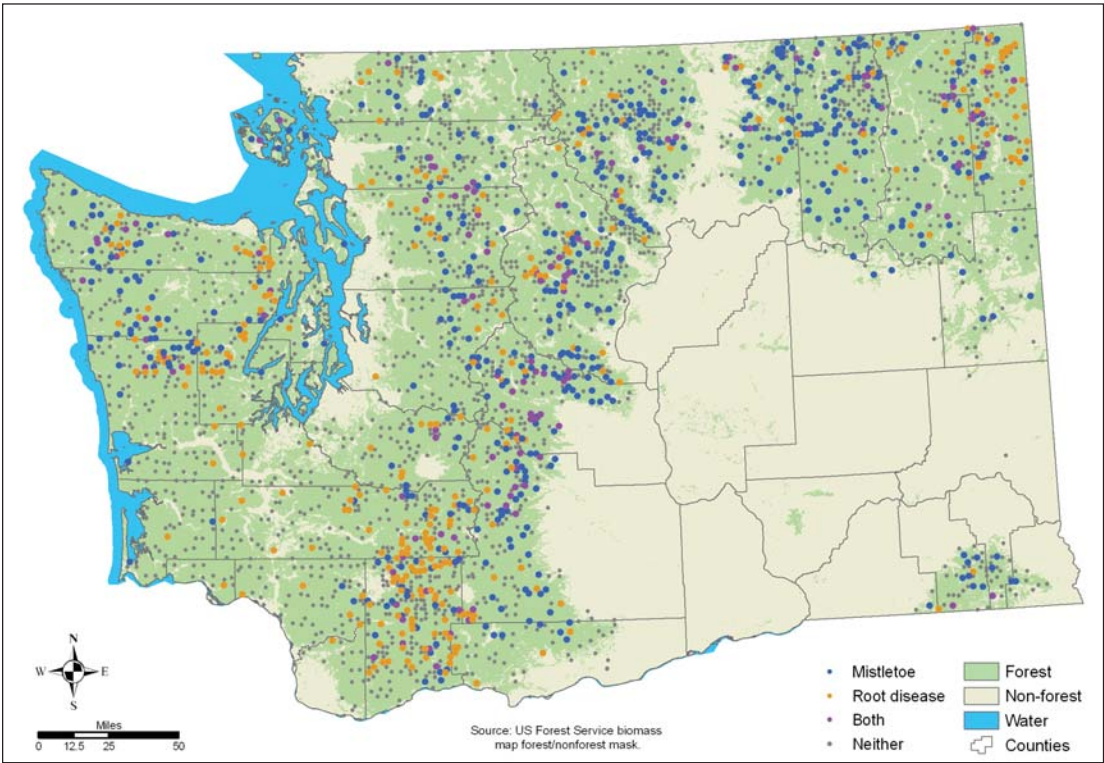 N
W E
S
Miles
0 12.5 25 50
Source: US Forest Service biomass
map forest/nonforest mask.
Mistletoe
Root disease
Both
Neither
Forest
Non-forest
Water
Counties